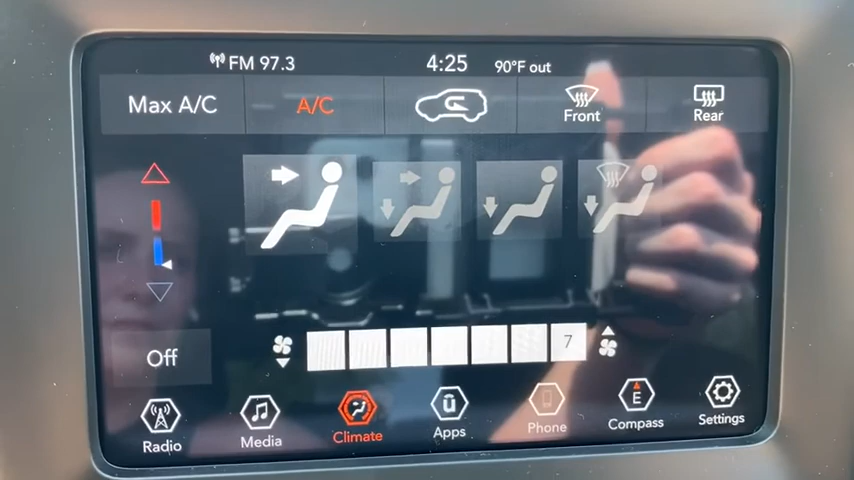 FM 97.3 4:25 90°F out
Max A/C A/C Front Rear
7
Off
Radio Media Climate Apps Phone E Compass Settings